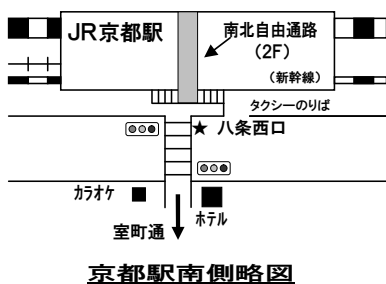 JR京都駅
南北自由通路
(2F)
(新幹線)
タクシーのりば
★ 八条西口
カラオケ
ホテル
室町通
京都駅南側略図